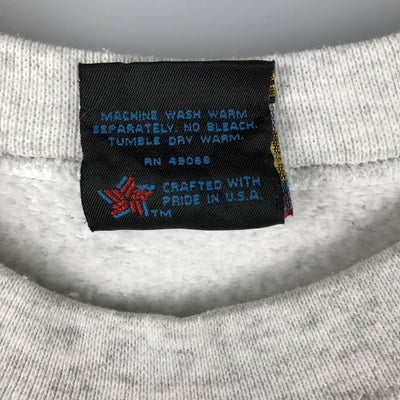 MACHINE WASH WARM
SEPARATELY. NO BLEACH.
TUMBLE DRY WARM.
RN 49068
CRAFTED WITH
PRIDE IN U.S.A.
TM